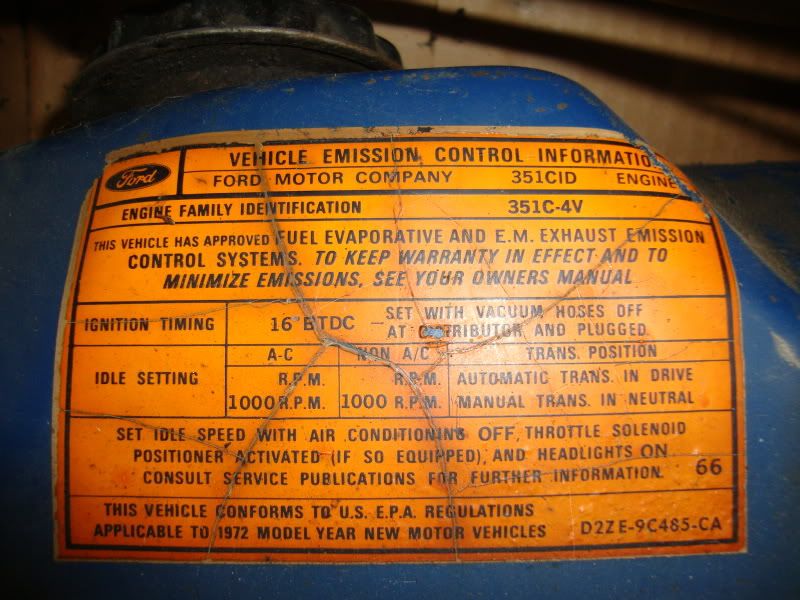 Ford
VEHICLE EMISSION CONTROL INFORMATIO
FORD MOTOR COMPANY 351CID ENGINE
ENGINE FAMILY IDENTIFICATION 351C-4V
THIS VEHICLE HAS APPROVED FUEL EVAPORATIVE AND E.M. EXHAUST EMISSION
CONTROL SYSTEMS. TO KEEP WARRANTY IN EFFECT AND TO
MINIMIZE EMISSIONS, SEE YOUR OWNERS MANUAL
IGNITION TIMING 16° BTDC – SET WITH VACUUM HOSES OFF
AT DISTRIBUTOR AND PLUGGED.
A-C NON A/C TRANS. POSITION
IDLE SETTING R.P.M. R.P.M. AUTOMATIC TRANS. IN DRIVE
1000 R.P.M. 1000 R.P.M. MANUAL TRANS. IN NEUTRAL
SET IDLE SPEED WITH AIR CONDITIONING OFF, THROTTLE SOLENOID
POSITIONER ACTIVATED (IF SO EQUIPPED), AND HEADLIGHTS ON
CONSULT SERVICE PUBLICATIONS FOR FURTHER INFORMATION. 66
THIS VEHICLE CONFORMS TO U.S. E.P.A. REGULATIONS
APPLICABLE TO 1972 MODEL YEAR NEW MOTOR VEHICLES D2ZE-9C485-CA